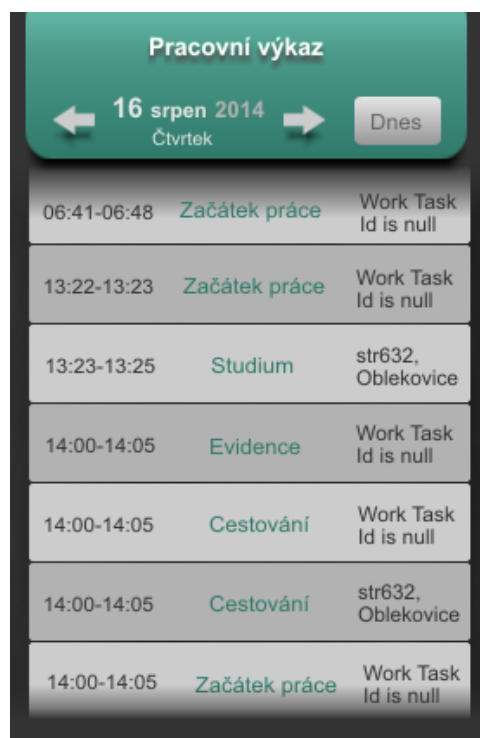 Pracovní výkaz
16 srpen 2014
Čtvrtek
Dnes
06:41-06:48 Začátek práce Work Task
Id is null
13:22-13:23 Začátek práce Work Task
Id is null
13:23-13:25 Studium str632,
Oblekovice
14:00-14:05 Evidence Work Task
Id is null
14:00-14:05 Cestování Work Task
Id is null
14:00-14:05 Cestování str632,
Oblekovice
14:00-14:05 Začátek práce Work Task
Id is null